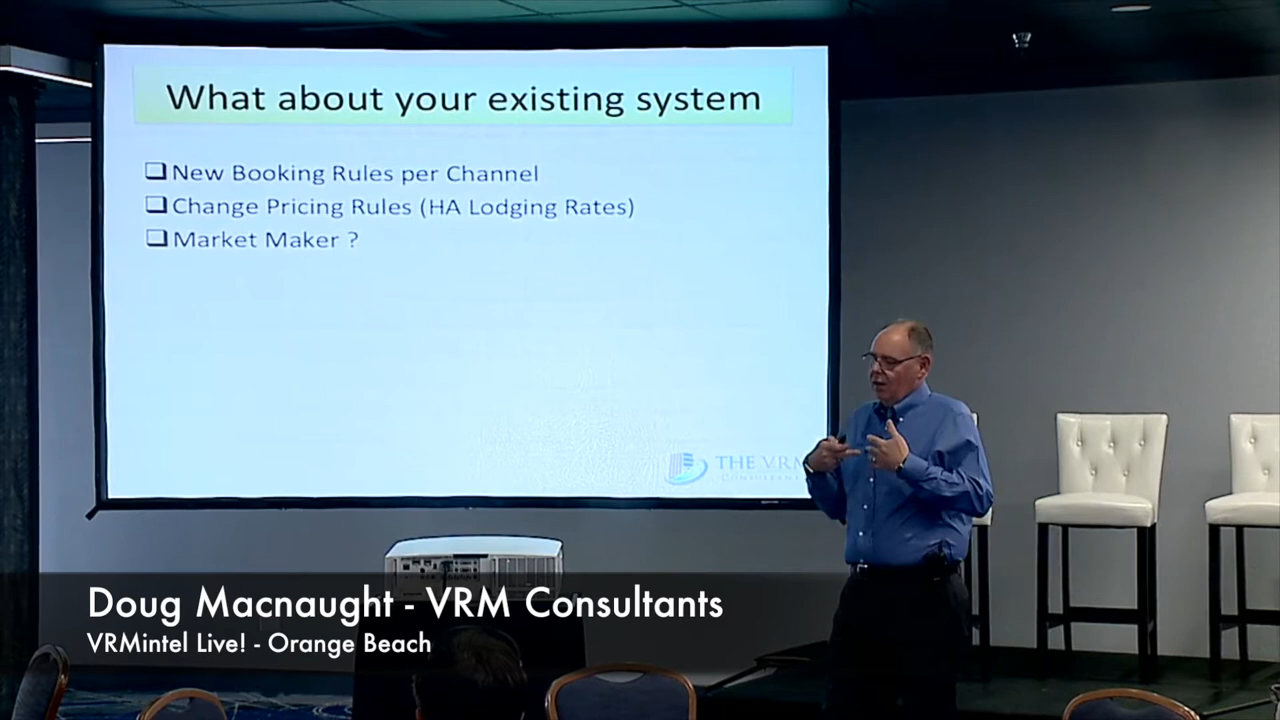 What about your existing system
❑ New Booking Rules per Channel
❑ Change Pricing Rules (HA Lodging Rates)
❑ Market Maker ?
THE VRM
Doug Macnaught - VRM Consultants
VRMintel Live! - Orange Beach